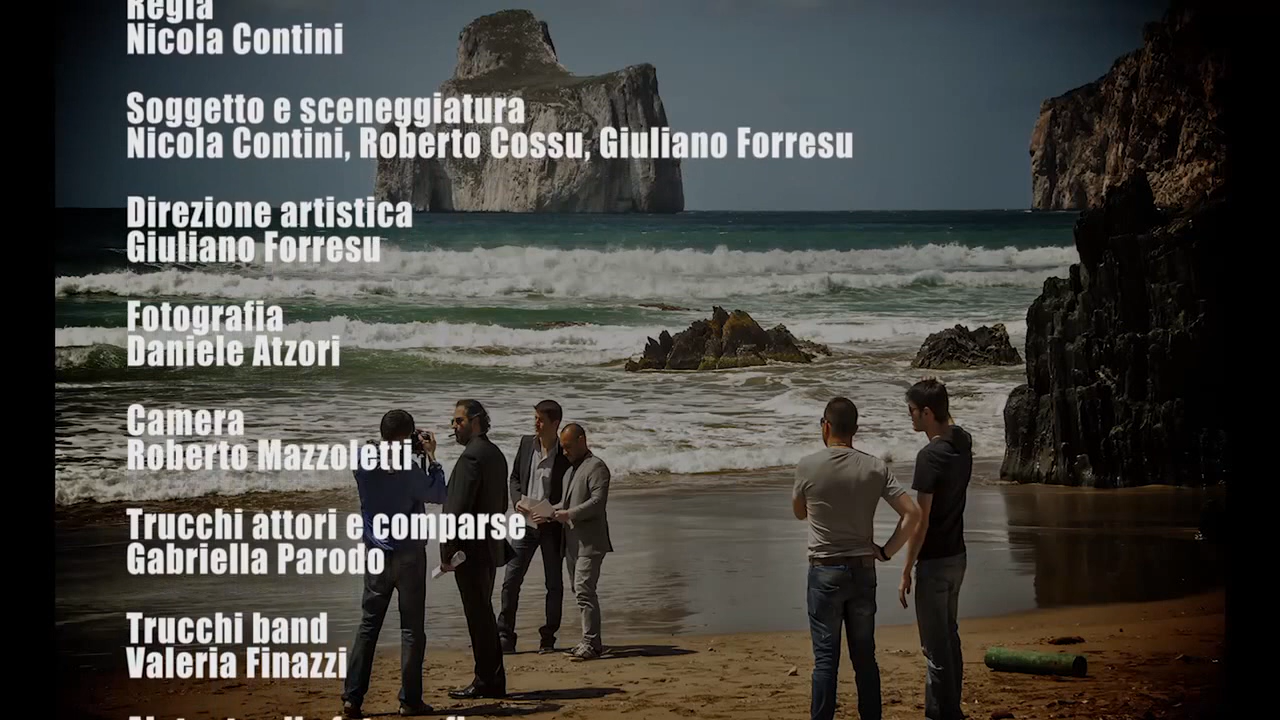 Regia
Nicola Contini
Soggetto e sceneggiatura
Nicola Contini, Roberto Cossu, Giuliano Forresu
Direzione artistica
Giuliano Forresu
Fotografia
Daniele Atzori
Camera
Roberto Mazzoletti
Trucchi attori e comparse
Gabriella Parodo
Trucchi band
Valeria Finazzi